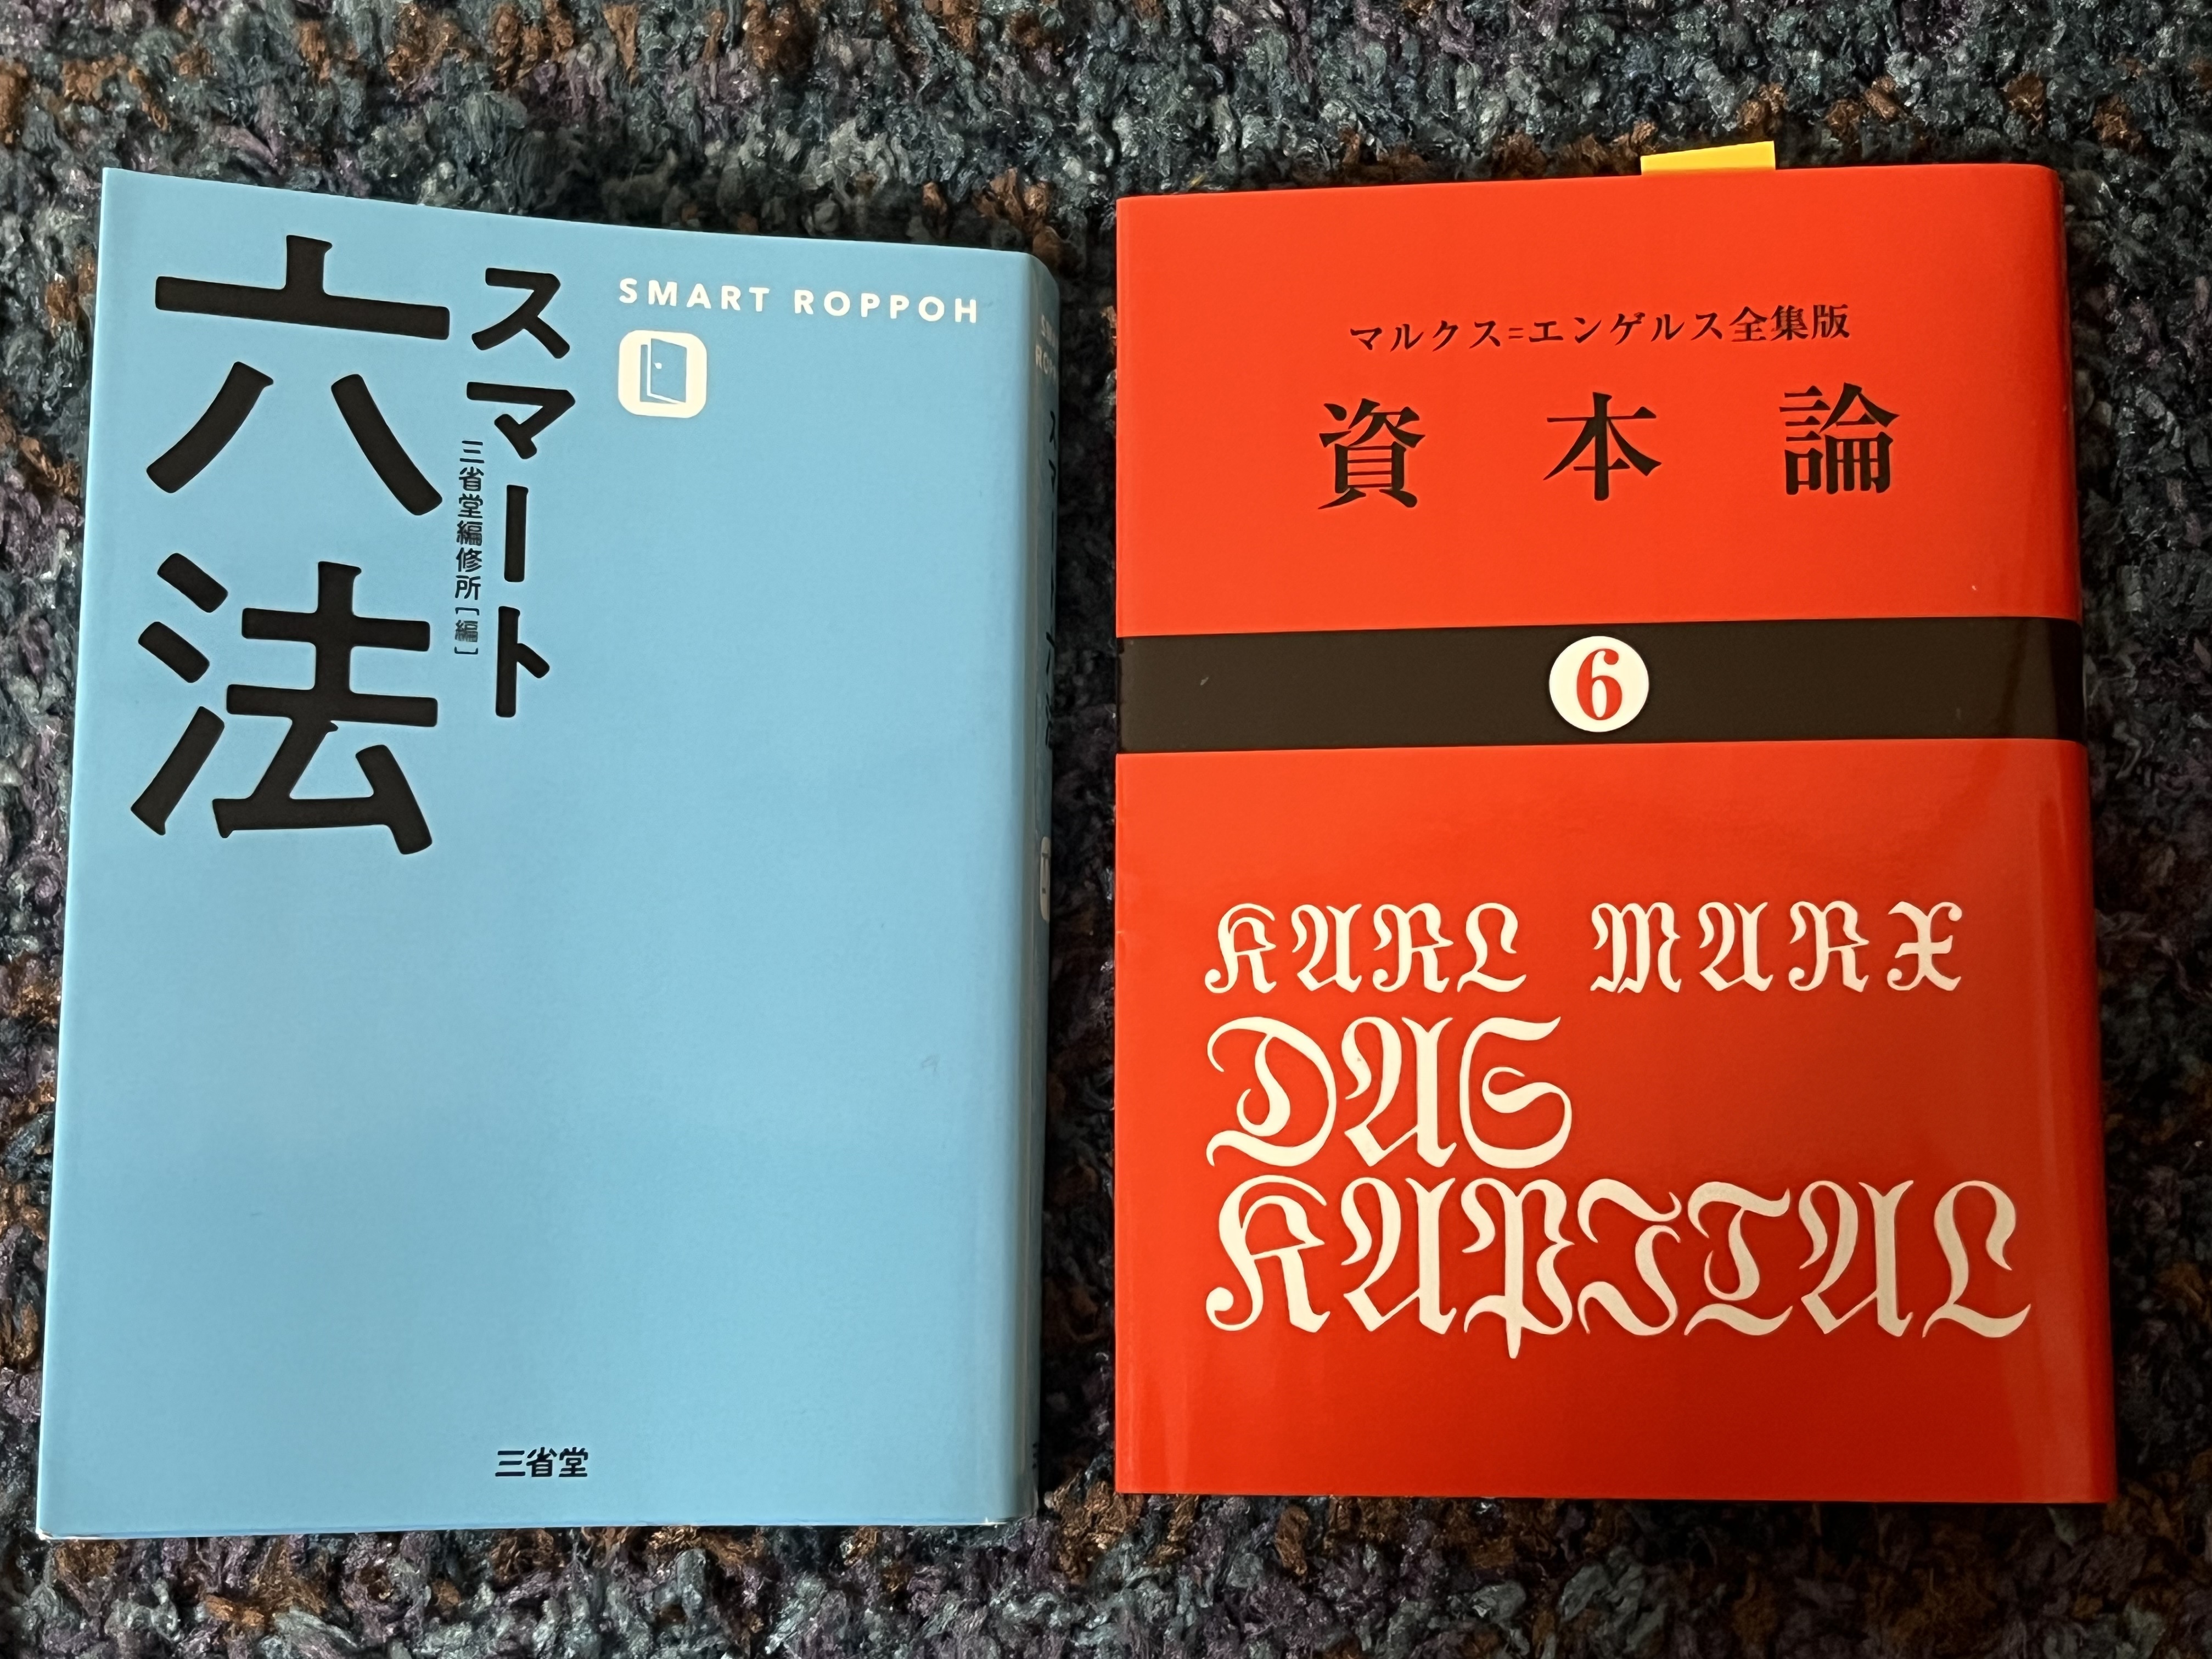 スマート
六法
三省堂編修所[編]
SMART ROPPOH
三省堂
マルクス=エンゲルス全集版
資本論
6
KARL MARX
DAS
KAPITAL